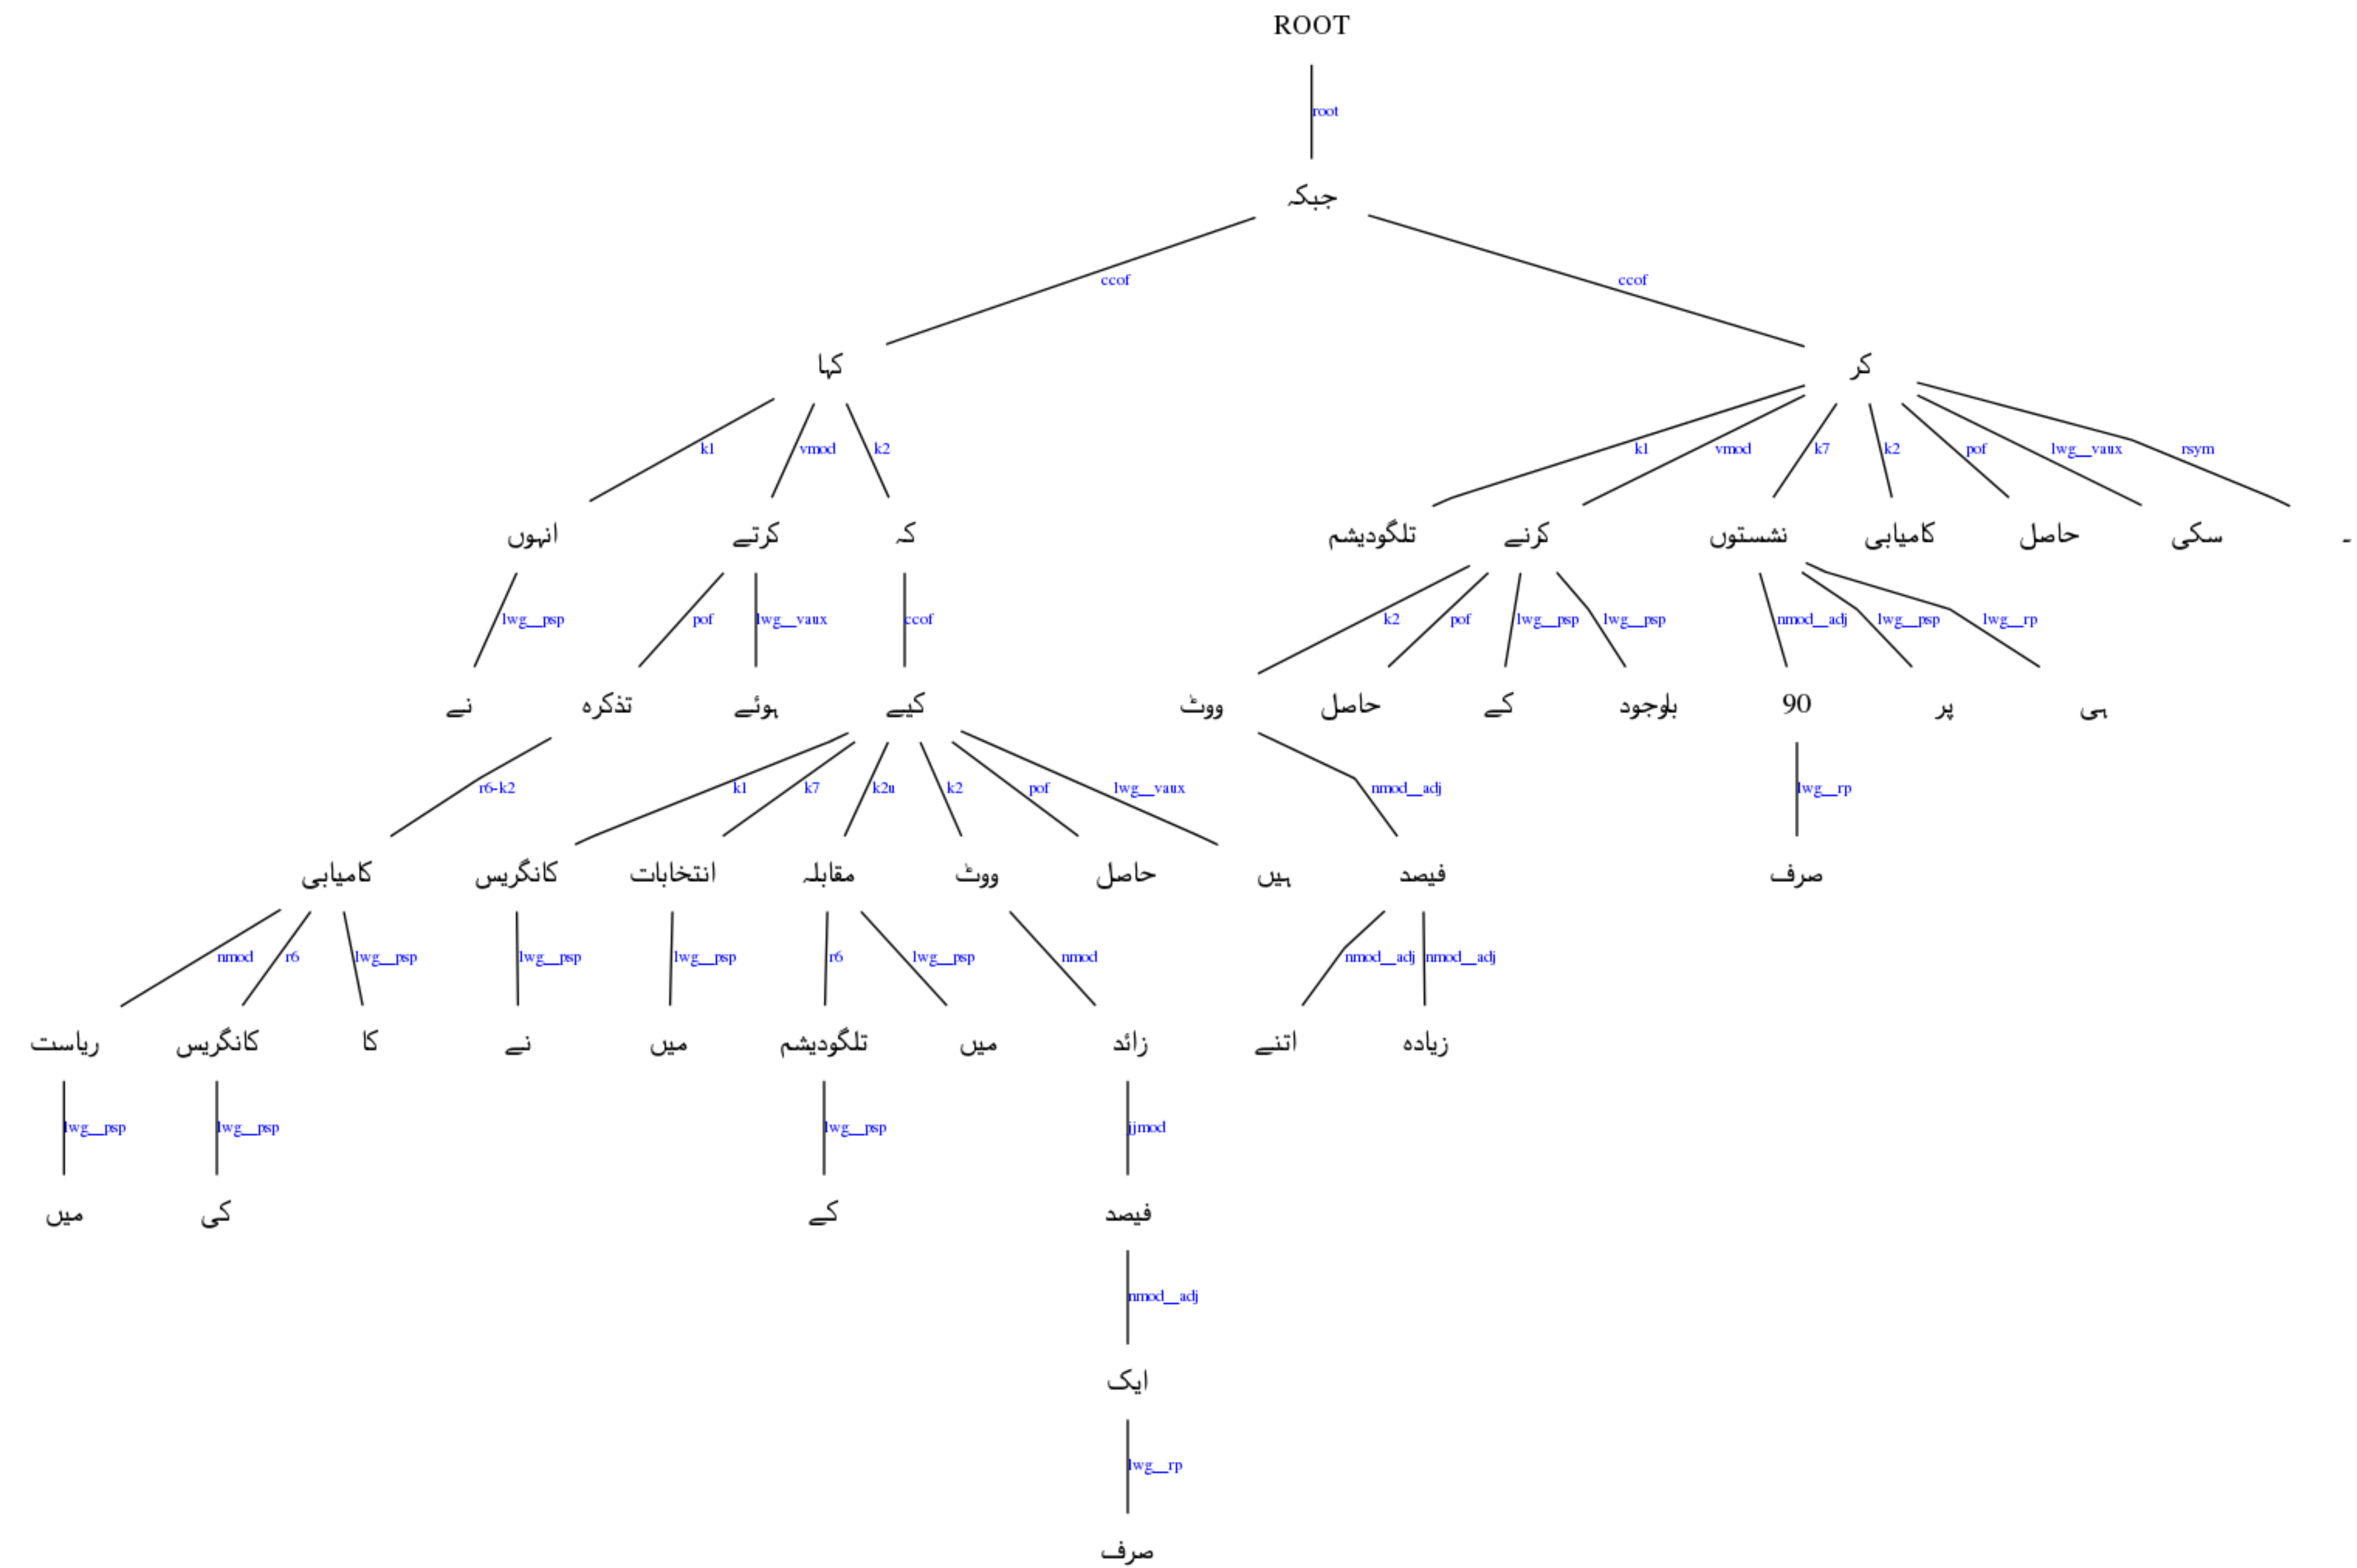 ROOT
root
جبکہ
ccof ccof
کہا کر
k1 vmod k2 k1 vmod k7 k2 pof lwg__vaux rsym
انہوں کرتے کہ تلگودیشم کرنے نشستوں کامیابی حاصل سکی ۔
lwg__psp pof lwg__vaux ccof k2 pof lwg__psp lwg__psp nmod__adj lwg__psp lwg__rp
نے تذکرہ ہوئے کیے ووٹ حاصل کے باوجود 90 پر ہی
r6-k2 k1 k7 k2u k2 pof lwg__vaux nmod__adj lwg__rp
کامیابی کانگریس انتخابات مقابلہ ووٹ حاصل ہیں فیصد صرف
nmod r6 lwg__psp lwg__psp lwg__psp r6 lwg__psp nmod nmod__adj nmod__adj
ریاست کانگریس کا نے میں تلگودیشم میں زائد اتنے زیادہ
lwg__psp lwg__psp lwg__psp jjmod
میں کی کے فیصد
nmod__adj
ایک
lwg__rp
صرف